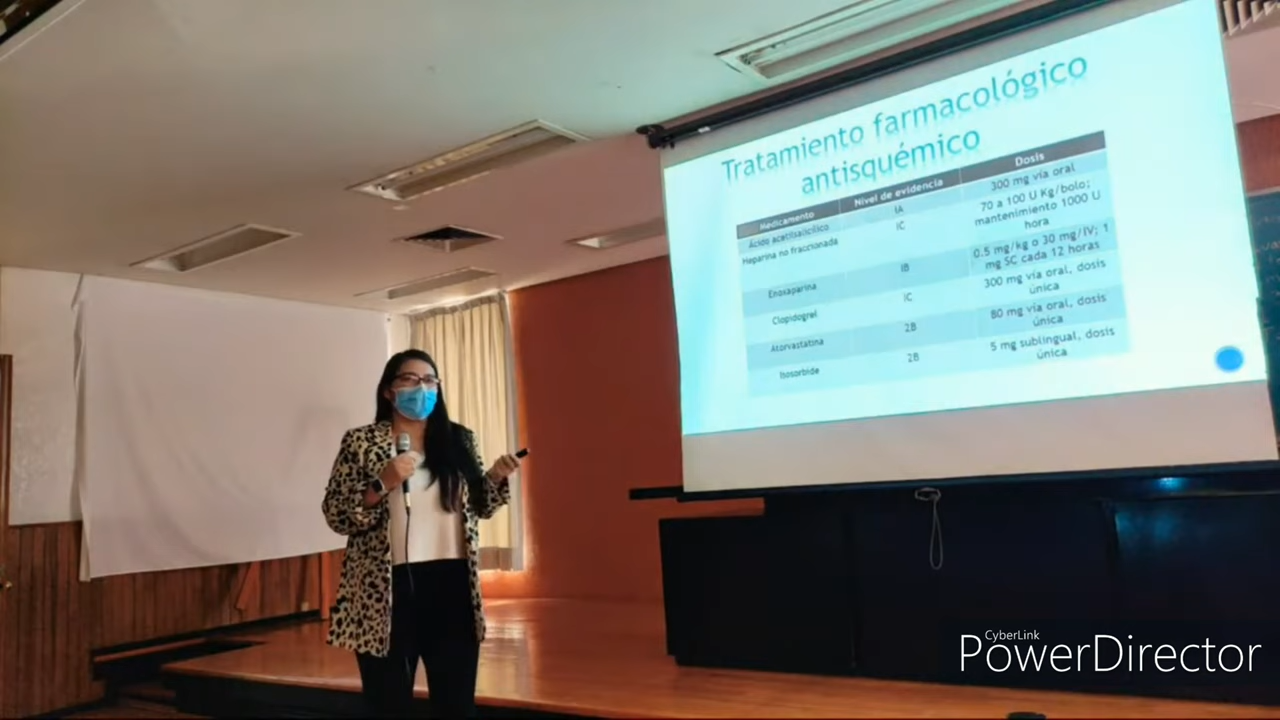 Tratamiento farmacológico
antisquémico
Medicamento Nivel de evidencia Dosis
Ácido acetilsalicílico IA 300 mg vía oral
Heparina no fraccionada IC 70 a 100 U Kg/bolo;
mantenimiento 1000 U
hora
Enoxaparina IB 0.5 mg/kg o 30 mg/IV; 1
mg SC cada 12 horas
Clopidogrel IC 300 mg vía oral, dosis
única
Atorvastatina 2B 80 mg vía oral, dosis
única
Isosorbide 2B 5 mg sublingual, dosis
única
CyberLink
PowerDirector